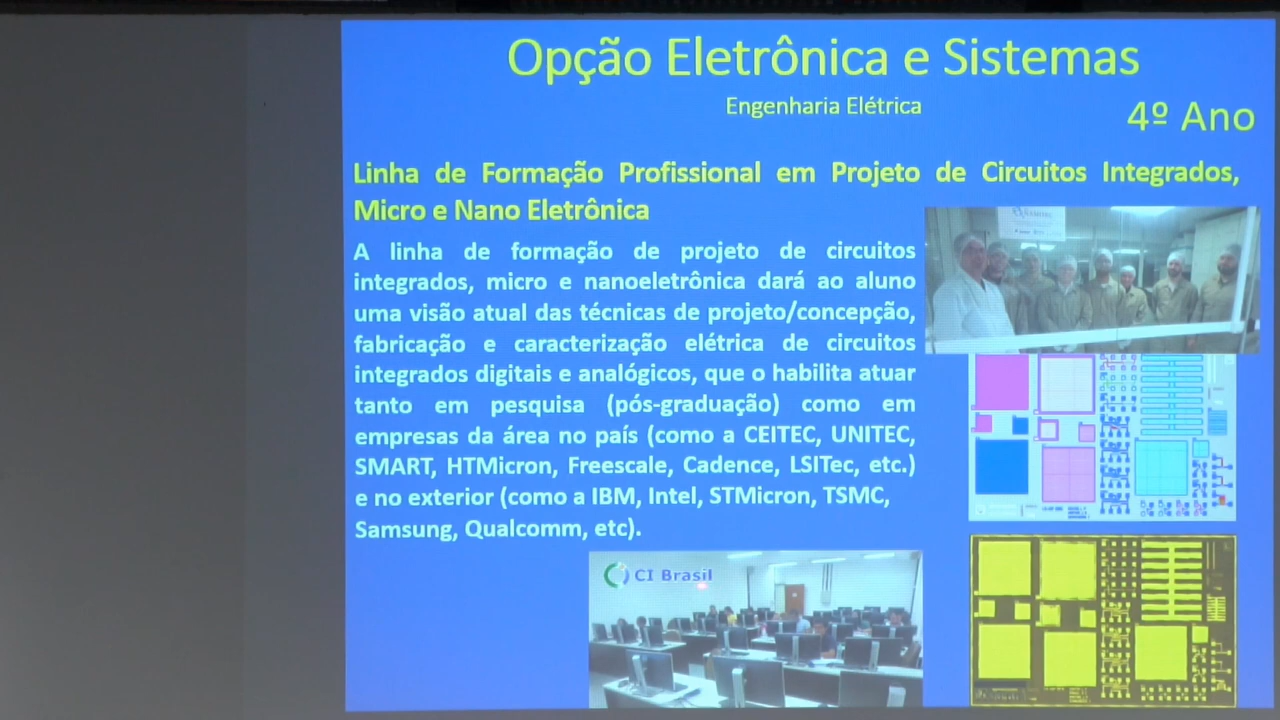 Opção Eletrônica e Sistemas
Engenharia Elétrica
4º Ano
Linha de Formação Profissional em Projeto de Circuitos Integrados,
Micro e Nano Eletrônica
A linha de formação de projeto de circuitos
integrados, micro e nanoeletrônica dará ao aluno
uma visão atual das técnicas de projeto/concepção,
fabricação e caracterização elétrica de circuitos
integrados digitais e analógicos, que o habilita atuar
tanto em pesquisa (pós-graduação) como em
empresas da área no país (como a CEITEC, UNITEC,
SMART, HTMicron, Freescale, Cadence, LSITec, etc.)
e no exterior (como a IBM, Intel, STMicron, TSMC,
Samsung, Qualcomm, etc).
CI Brasil